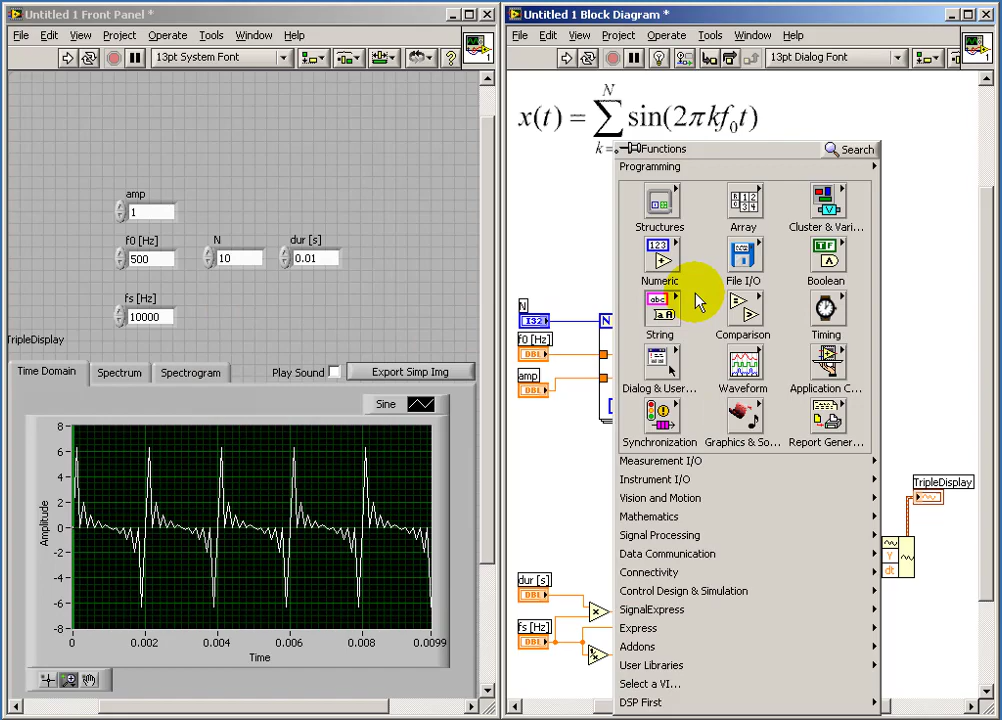 Untitled 1 Front Panel *
File Edit View Project Operate Tools Window Help
13pt System Font
1
amp
1
f0 [Hz] N dur [s]
500 10 0.01
fs [Hz]
10000
TripleDisplay
Time Domain Spectrum Spectrogram Play Sound Export Simp Img
Sine
Amplitude
8
6
4
2
0
-2
-4
-6
-8
0 0.002 0.004 0.006 0.008 0.0099
Time
Untitled 1 Block Diagram *
File Edit View Project Operate Tools Window Help
13pt Dialog Font
1
N
x(t) = ∑ sin(2πkf₀t)
k=
Functions Search
Programming
Structures Array Cluster & Vari...
Numeric File I/O Boolean
String Comparison Timing
Dialog & User... Waveform Application C...
Synchronization Graphics & So... Report Gener...
Measurement I/O
Instrument I/O
Vision and Motion
Mathematics
Signal Processing
Data Communication
Connectivity
Control Design & Simulation
SignalExpress
Express
Addons
User Libraries
Select a VI...
DSP First
N
I32 N
f0 [Hz]
DBL
amp
DBL
TripleDisplay
Y
dt
dur [s]
DBL
fs [Hz]
DBL